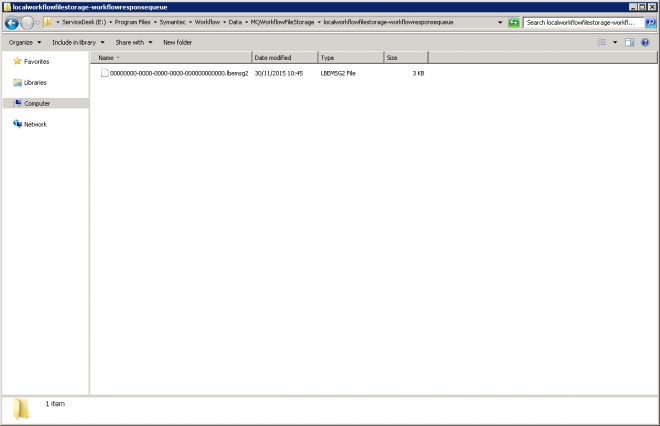 localworkflowfilestorage-workflowresponsequeue
ServiceDesk (E:) Program Files Symantec Workflow Data MQWorkflowFileStorage localworkflowfilestorage-workflowresponsequeue Search localworkflowfilestorage-workfl...
Organize Include in library Share with New folder
Favorites
Libraries
Computer
Network
Name Date modified Type Size
00000000-0000-0000-0000-000000000000.lbemsg2 30/11/2015 10:45 LBEMSG2 File 3 KB
1 item